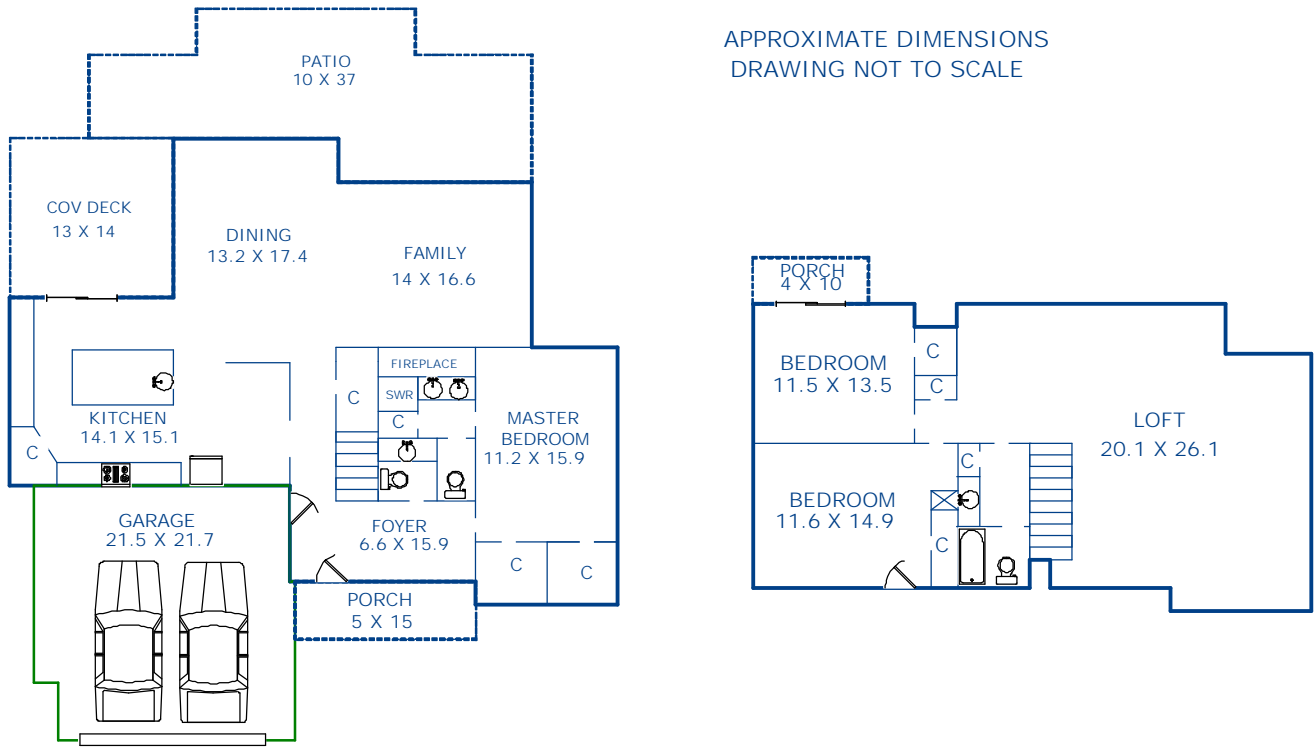 APPROXIMATE DIMENSIONS
DRAWING NOT TO SCALE
PATIO
10 X 37
COV DECK
13 X 14
DINING
13.2 X 17.4
FAMILY
14 X 16.6
FIREPLACE
SWR
C
C
KITCHEN
14.1 X 15.1
C
MASTER
BEDROOM
11.2 X 15.9
GARAGE
21.5 X 21.7
FOYER
6.6 X 15.9
C
C
PORCH
5 X 15
PORCH
4 X 10
BEDROOM
11.5 X 13.5
C
C
LOFT
20.1 X 26.1
BEDROOM
11.6 X 14.9
C
C